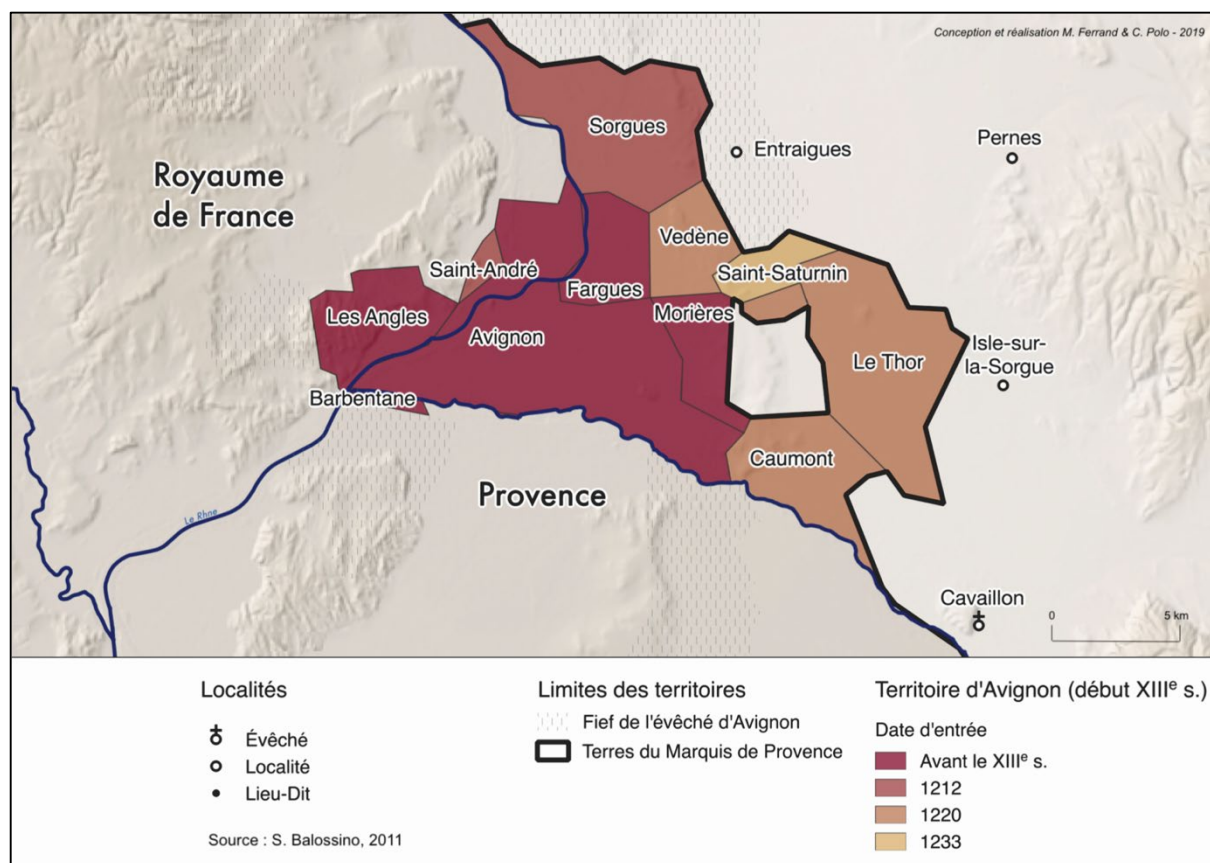 Conception et réalisation M. Ferrand & C. Polo - 2019
Sorgues
Entraigues
Pernes
Royaume
de France
Vedène
Saint-André
Saint-Saturnin
Fargues
Les Angles
Morières
Avignon
Isle-sur-
la-Sorgue
Le Thor
Barbentane
Caumont
Provence
Le Rhne
Cavaillon
0 5 km
Localités
Évêché
Localité
Lieu-Dit
Source : S. Balossino, 2011
Limites des territoires
Fief de l'évêché d'Avignon
Terres du Marquis de Provence
Territoire d'Avignon (début XIIIe s.)
Date d'entrée
Avant le XIIIe s.
1212
1220
1233